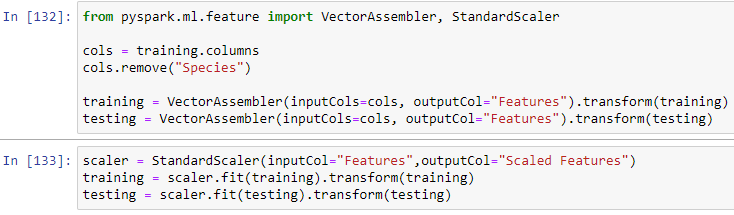 In [132]: from pyspark.ml.feature import VectorAssembler, StandardScaler
cols = training.columns
cols.remove("Species")
training = VectorAssembler(inputCols=cols, outputCol="Features").transform(training)
testing = VectorAssembler(inputCols=cols, outputCol="Features").transform(testing)
In [133]: scaler = StandardScaler(inputCol="Features",outputCol="Scaled Features")
training = scaler.fit(training).transform(training)
testing = scaler.fit(testing).transform(testing)